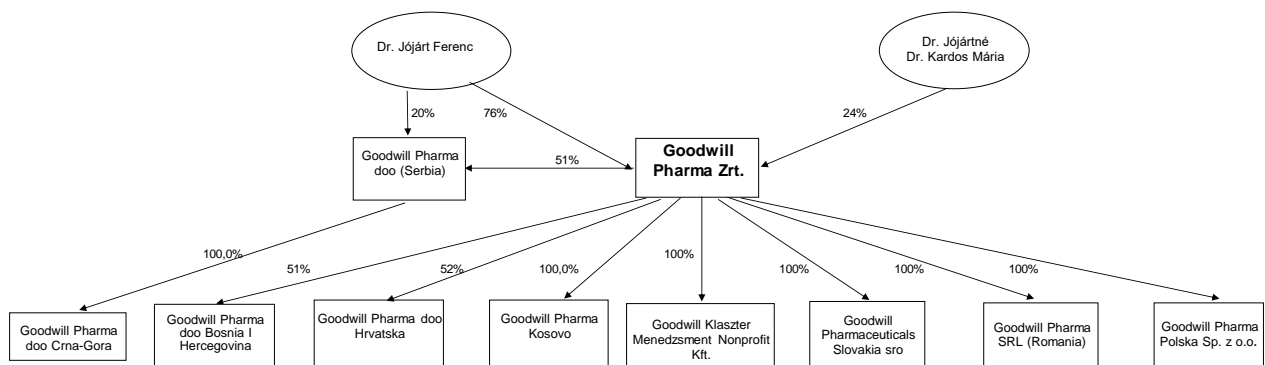 Dr. Jójárt Ferenc
Dr. Jójártné
Dr. Kardos Mária
20%
76%
24%
Goodwill Pharma
doo (Serbia)
51%
Goodwill
Pharma Zrt.
100,0%
51%
52%
100,0%
100%
100%
100%
100%
Goodwill Pharma
doo Crna-Gora
Goodwill Pharma
doo Bosnia I
Hercegovina
Goodwill Pharma doo
Hrvatska
Goodwill Pharma
Kosovo
Goodwill Klaszter
Menedzsment Nonprofit
Kft.
Goodwill
Pharmaceuticals
Slovakia sro
Goodwill Pharma
SRL (Romania)
Goodwill Pharma
Polska Sp. z o.o.